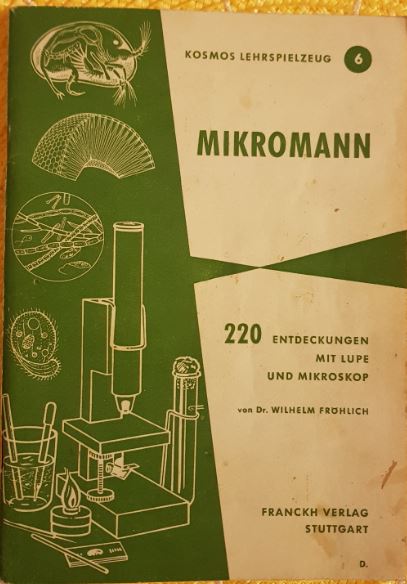 KOSMOS LEHRSPIELZEUG 6
MIKROMANN
220 ENTDECKUNGEN
MIT LUPE
UND MIKROSKOP
von Dr. WILHELM FRÖHLICH
FRANCKH VERLAG
STUTTGART
D.